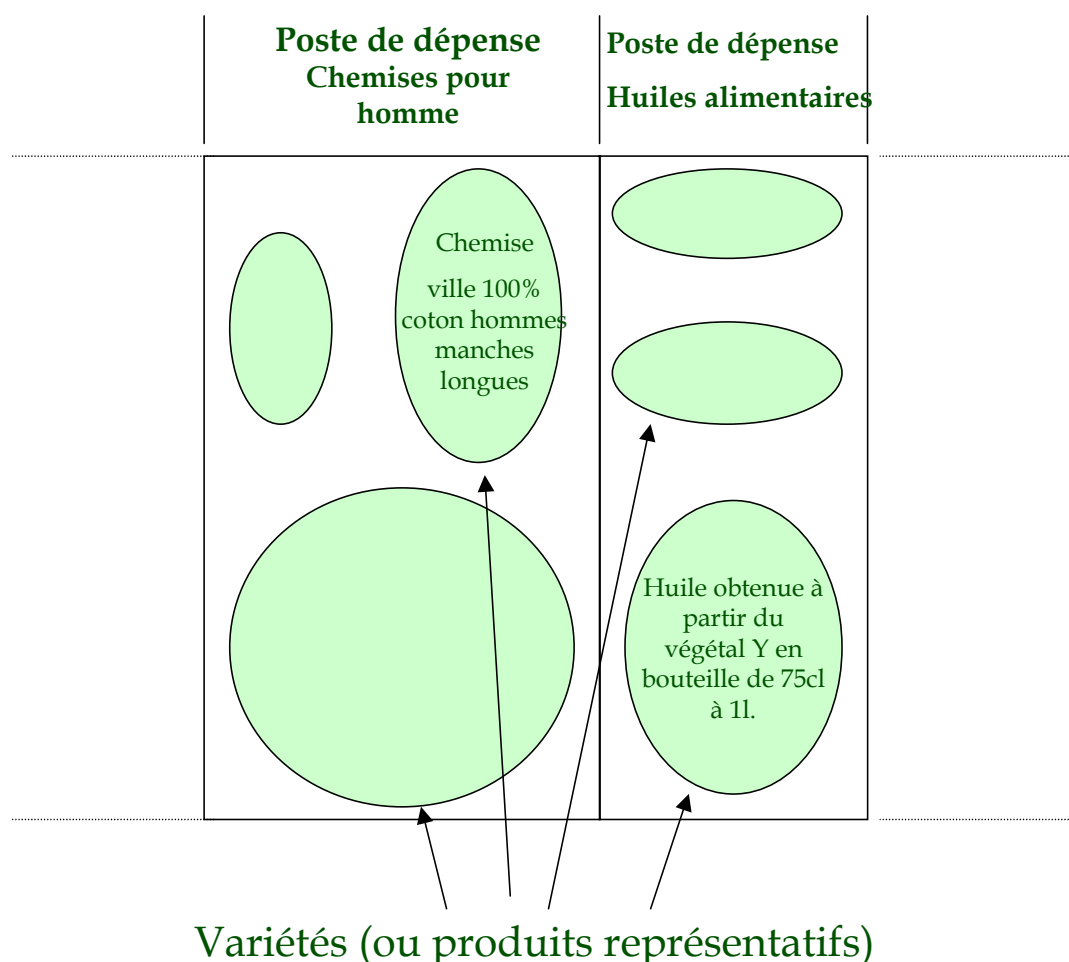 Poste de dépense
Chemises pour
homme
Poste de dépense
Huiles alimentaires
Chemise
ville 100%
coton hommes
manches
longues
Huile obtenue à
partir du
végétal Y en
bouteille de 75cl
à 1l.
Variétés (ou produits représentatifs)